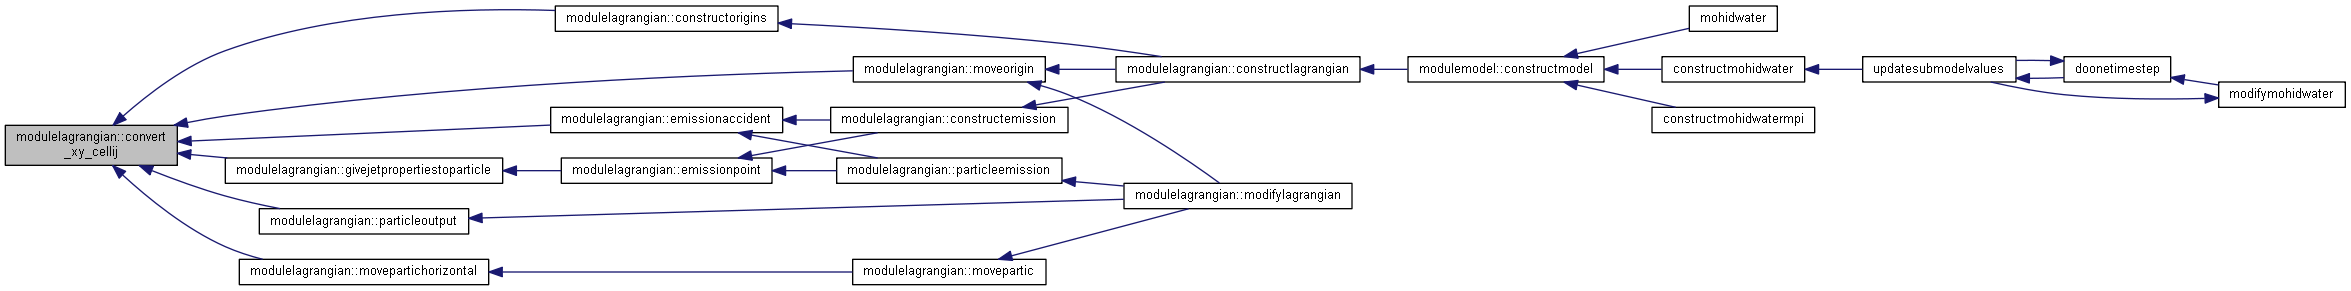 modulelagrangian::convert
_xy_cellij
modulelagrangian::constructorigins
modulelagrangian::moveorigin
modulelagrangian::emissionaccident
modulelagrangian::givejetpropertiestoparticle
modulelagrangian::emissionpoint
modulelagrangian::particleoutput
modulelagrangian::movepartichorizontal
modulelagrangian::movepartic
modulelagrangian::constructlagrangian
modulelagrangian::constructemission
modulelagrangian::particleemission
modulelagrangian::modifylagrangian
modulemodel::constructmodel
mohidwater
constructmohidwater
constructmohidwatermpi
updatesubmodelvalues
doonetimestep
modifymohidwater